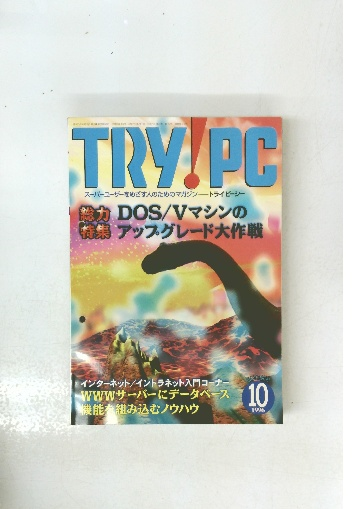 TRY!PC
スーパーユーザーをめざす人のためのマガジン——トライピーシー
総力特集
DOS/Vマシンの
アップグレード大作戦
インターネット/イントラネット入門コーナー
WWWサーバーにデータベース
機能を組み込むノウハウ
10
1996